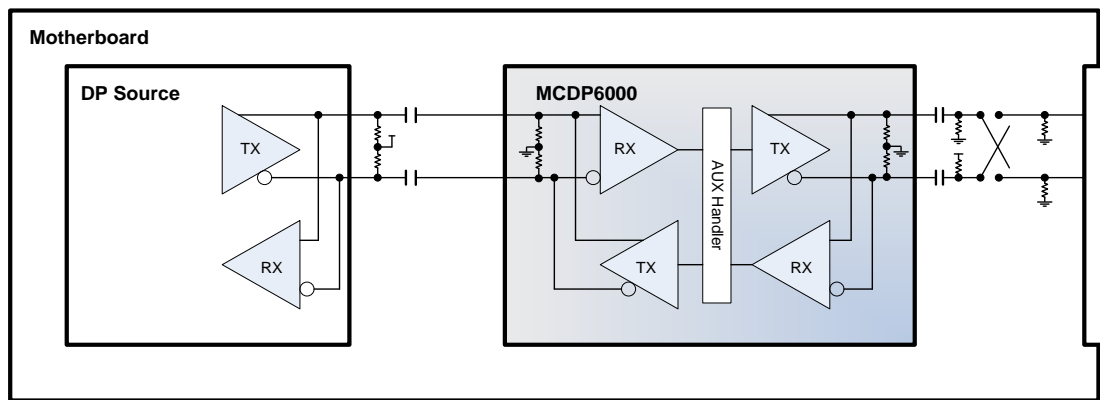 Motherboard
DP Source
MCDP6000
TX
RX
TX
RX
AUX Handler
RX
TX